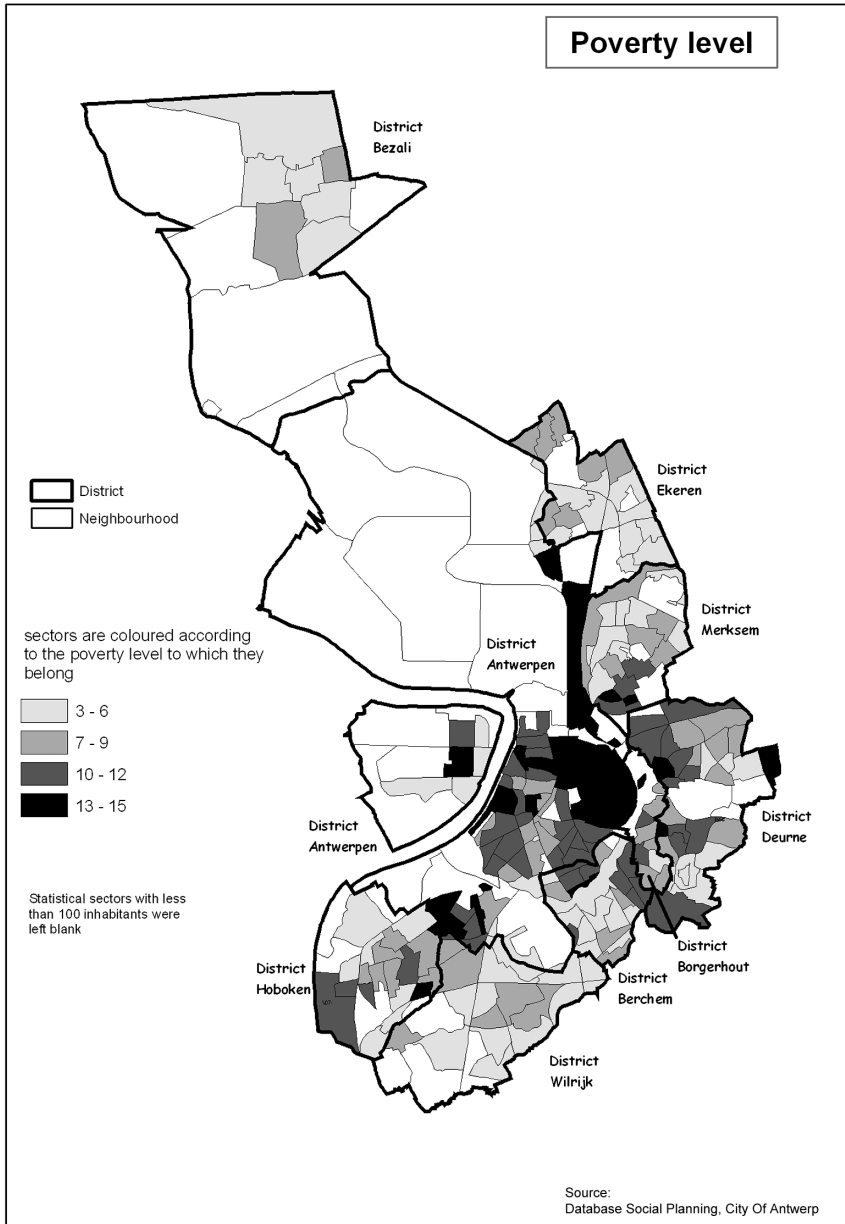 Poverty level
District
Bezali
District
Ekeren
District
Neighbourhood
District
Merksem
sectors are coloured according
to the poverty level to which they
belong
District
Antwerpen
3 - 6
7 - 9
10 - 12
13 - 15
District
Antwerpen
District
Deurne
Statistical sectors with less
than 100 inhabitants were
left blank
District
Borgerhout
District
Hoboken
District
Berchem
District
Wilrijk
Source:
Database Social Planning, City Of Antwerp